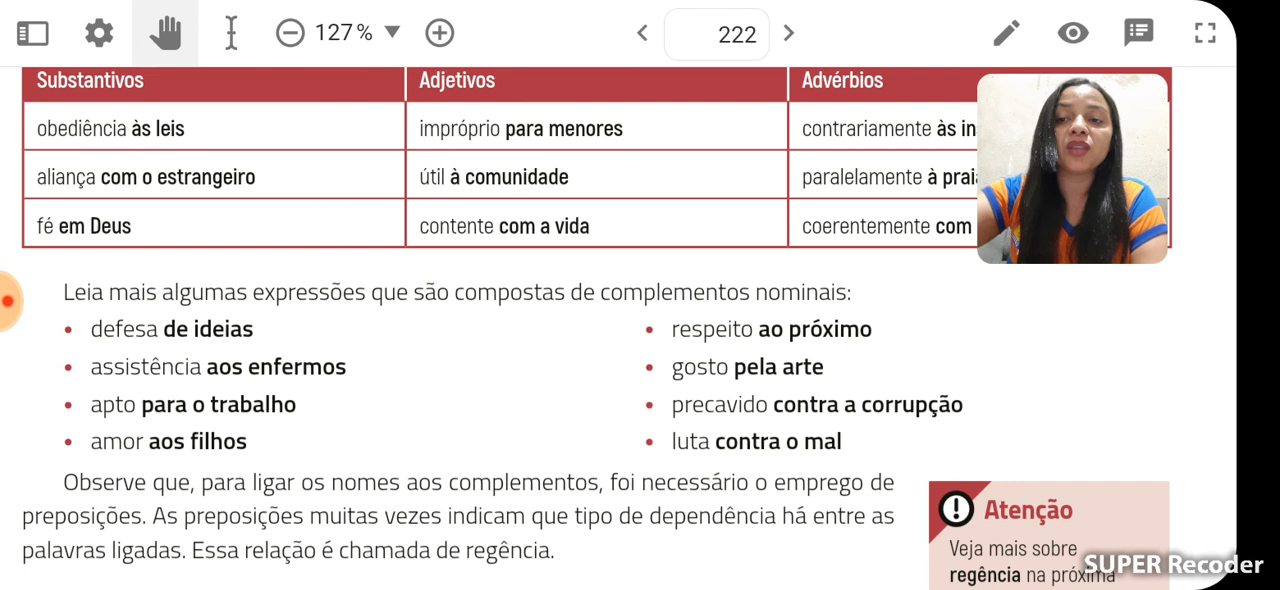 127%
222
Substantivos Adjetivos Advérbios
obediência às leis impróprio para menores contrariamente às in
aliança com o estrangeiro útil à comunidade paralelamente à prai
fé em Deus contente com a vida coerentemente com
Leia mais algumas expressões que são compostas de complementos nominais:
• defesa de ideias • respeito ao próximo
• assistência aos enfermos • gosto pela arte
• apto para o trabalho • precavido contra a corrupção
• amor aos filhos • luta contra o mal
Observe que, para ligar os nomes aos complementos, foi necessário o emprego de
preposições. As preposições muitas vezes indicam que tipo de dependência há entre as
palavras ligadas. Essa relação é chamada de regência.
Atenção
Veja mais sobre
regência na próxima
SUPER Recoder